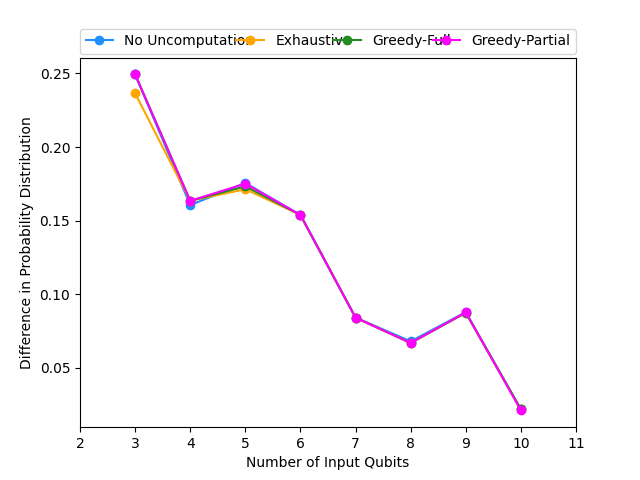 No Uncomputation Exhaustive Greedy-Full Greedy-Partial
0.25
0.20
0.15
0.10
0.05
Difference in Probability Distribution
2 3 4 5 6 7 8 9 10 11
Number of Input Qubits